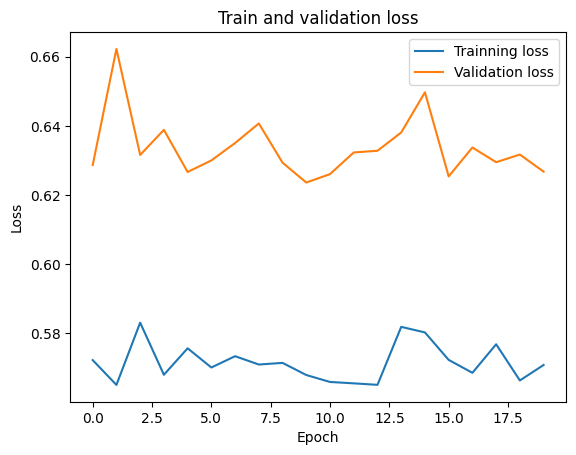 Train and validation loss
Trainning loss
Validation loss
0.66
0.64
0.62
0.60
0.58
Loss
0.0 2.5 5.0 7.5 10.0 12.5 15.0 17.5
Epoch